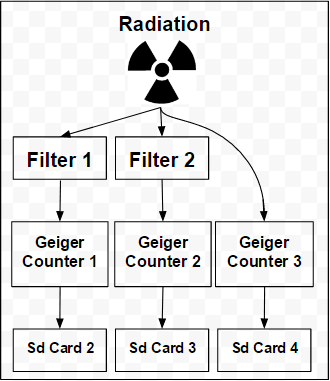 Radiation
Filter 1
Filter 2
Geiger
Counter 1
Geiger
Counter 2
Geiger
Counter 3
Sd Card 2
Sd Card 3
Sd Card 4